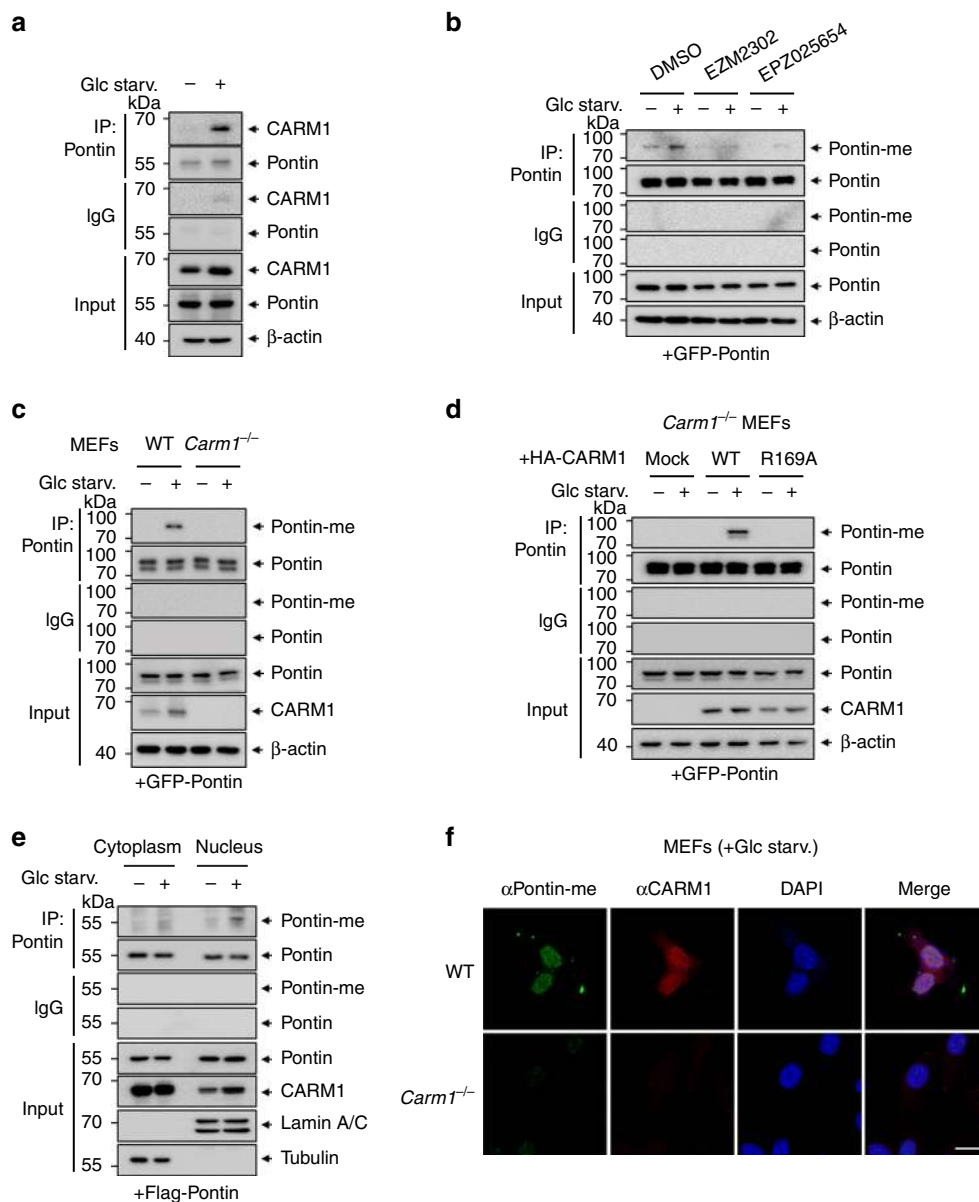 a
Glc starv. – +
kDa
IP: Pontin
70
CARM1
55
Pontin
IgG
70
CARM1
55
Pontin
Input
70
CARM1
55
Pontin
40
β-actin
b
DMSO EZM2302 EPZ025654
Glc starv. – + – + – +
kDa
IP: Pontin
100
70
Pontin-me
100
70
Pontin
IgG
100
70
Pontin-me
100
70
Pontin
Input
100
70
Pontin
40
β-actin
+GFP-Pontin
c
MEFs WT Carm1–/–
Glc starv. – + – +
kDa
IP: Pontin
100
70
Pontin-me
100
70
Pontin
IgG
100
70
Pontin-me
100
70
Pontin
Input
100
70
Pontin
70
CARM1
40
β-actin
+GFP-Pontin
d
Carm1–/– MEFs
+HA-CARM1 Mock WT R169A
Glc starv. – + – + – +
kDa
IP: Pontin
100
70
Pontin-me
100
70
Pontin
IgG
100
70
Pontin-me
100
70
Pontin
Input
100
70
Pontin
70
CARM1
40
β-actin
+GFP-Pontin
e
Cytoplasm Nucleus
Glc starv. – + – +
kDa
IP: Pontin
55
Pontin-me
55
Pontin
IgG
55
Pontin-me
55
Pontin
Input
55
Pontin
70
CARM1
70
Lamin A/C
55
Tubulin
+Flag-Pontin
f
MEFs (+Glc starv.)
αPontin-me αCARM1 DAPI Merge
WT
Carm1–/–